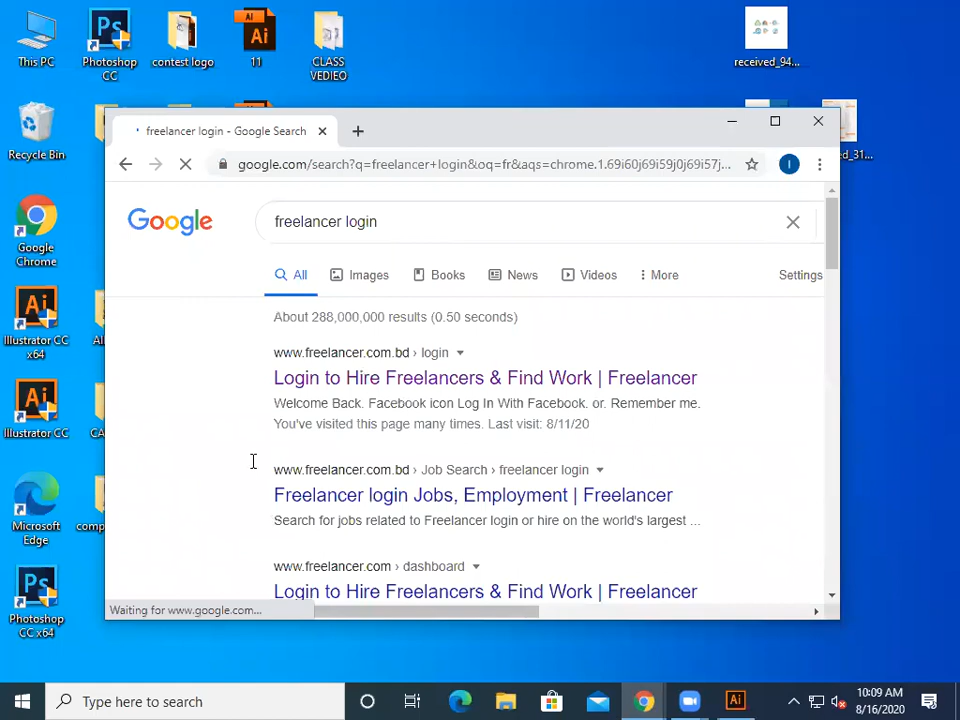 This PC
Photoshop CC
contest logo
11
CLASS VEDIEO
received_94...
Recycle Bin
Google Chrome
Illustrator CC x64
Illustrator CC
Microsoft Edge
Photoshop CC x64
freelancer login - Google Search
google.com/search?q=freelancer+login&oq=fr&aqs=chrome.1.69i60j69i59j0j69i57j...
I
Google
freelancer login
All
Images
Books
News
Videos
More
Settings
About 288,000,000 results (0.50 seconds)
www.freelancer.com.bd › login
Login to Hire Freelancers & Find Work | Freelancer
Welcome Back. Facebook icon Log In With Facebook. or. Remember me.
You've visited this page many times. Last visit: 8/11/20
www.freelancer.com.bd › Job Search › freelancer login
Freelancer login Jobs, Employment | Freelancer
Search for jobs related to Freelancer login or hire on the world's largest ...
www.freelancer.com › dashboard
Login to Hire Freelancers & Find Work | Freelancer
Waiting for www.google.com...
Type here to search
10:09 AM
8/16/2020